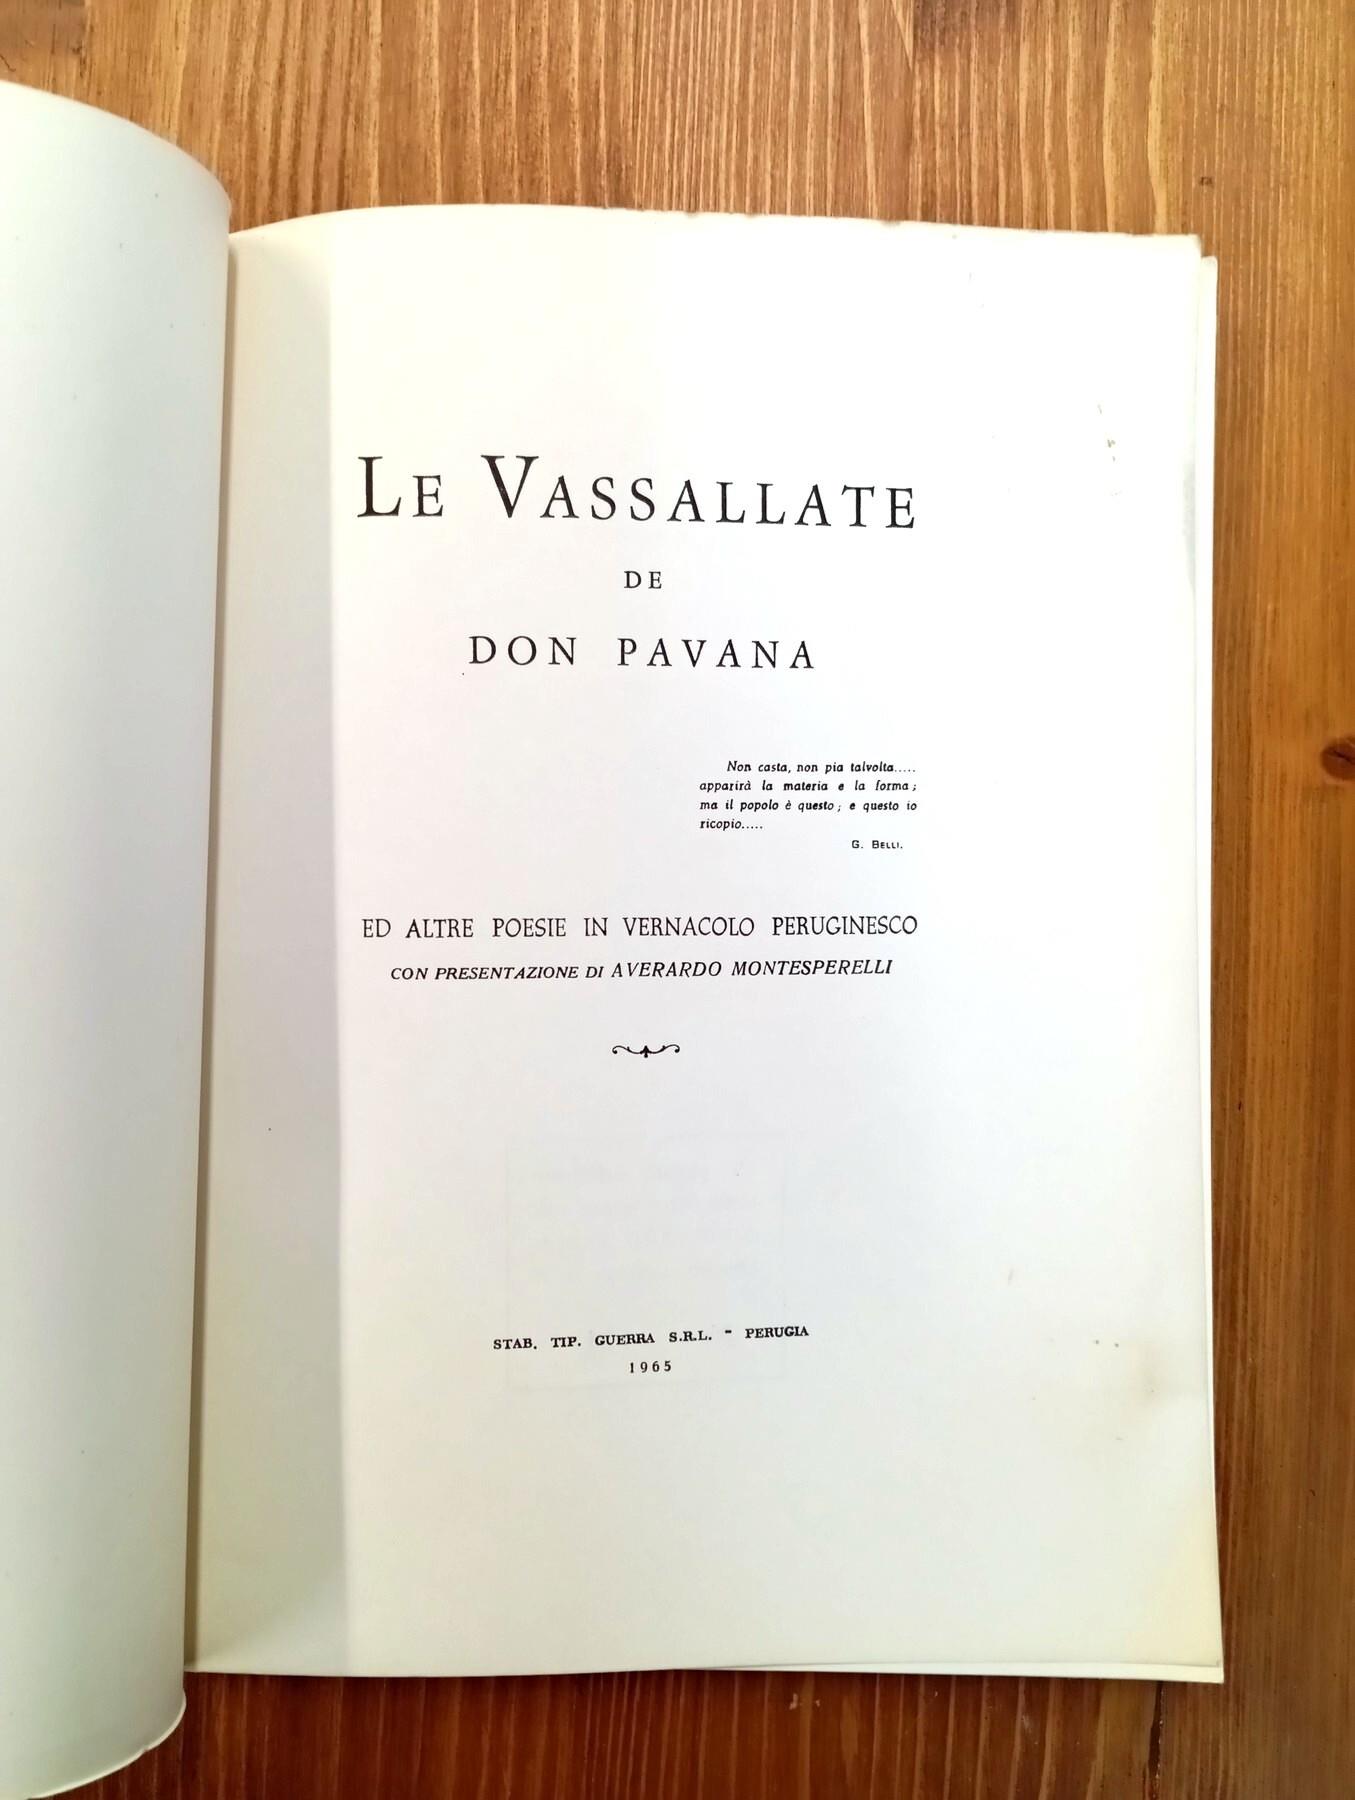 LE VASSALLATE
DE
DON PAVANA
Non casta, non pia talvolta.....
apparirà la materia e la forma;
ma il popolo è questo; e questo io
ricopio.....
G. BELLI.
ED ALTRE POESIE IN VERNACOLO PERUGINESCO
CON PRESENTAZIONE DI AVERARDO MONTESPERELLI
STAB. TIP. GUERRA S.R.L. - PERUGIA
1965